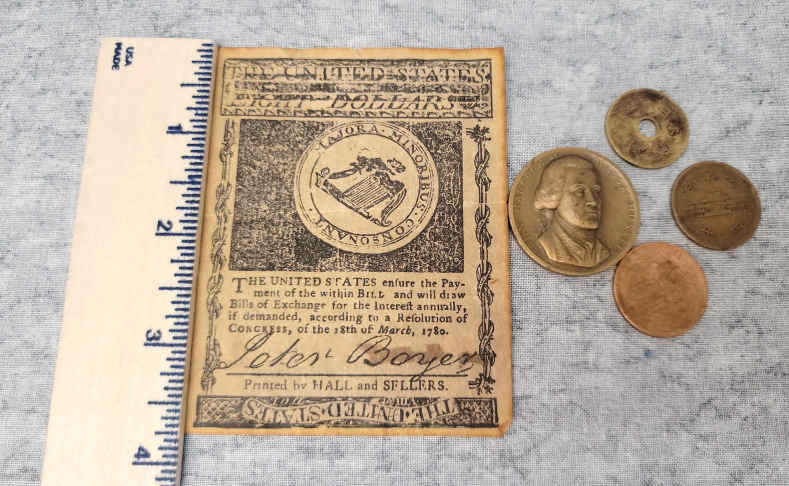 USA
MADE
1
2
3
4
THE UNITED STATES
EIGHT DOLLARS
MAJORA · MINORIBUS · CONSONANT ·
THE UNITED STATES enſure the Pay-
ment of the within BILL and will draw
Bills of Exchange for the Intereſt annually,
if demanded, according to a Reſolution of
CONGRESS, of the 18th of March, 1780.
Peter Boyer
Printed by HALL and SELLERS.
THE·UNITED·STATES
THE·UNITED·STATES